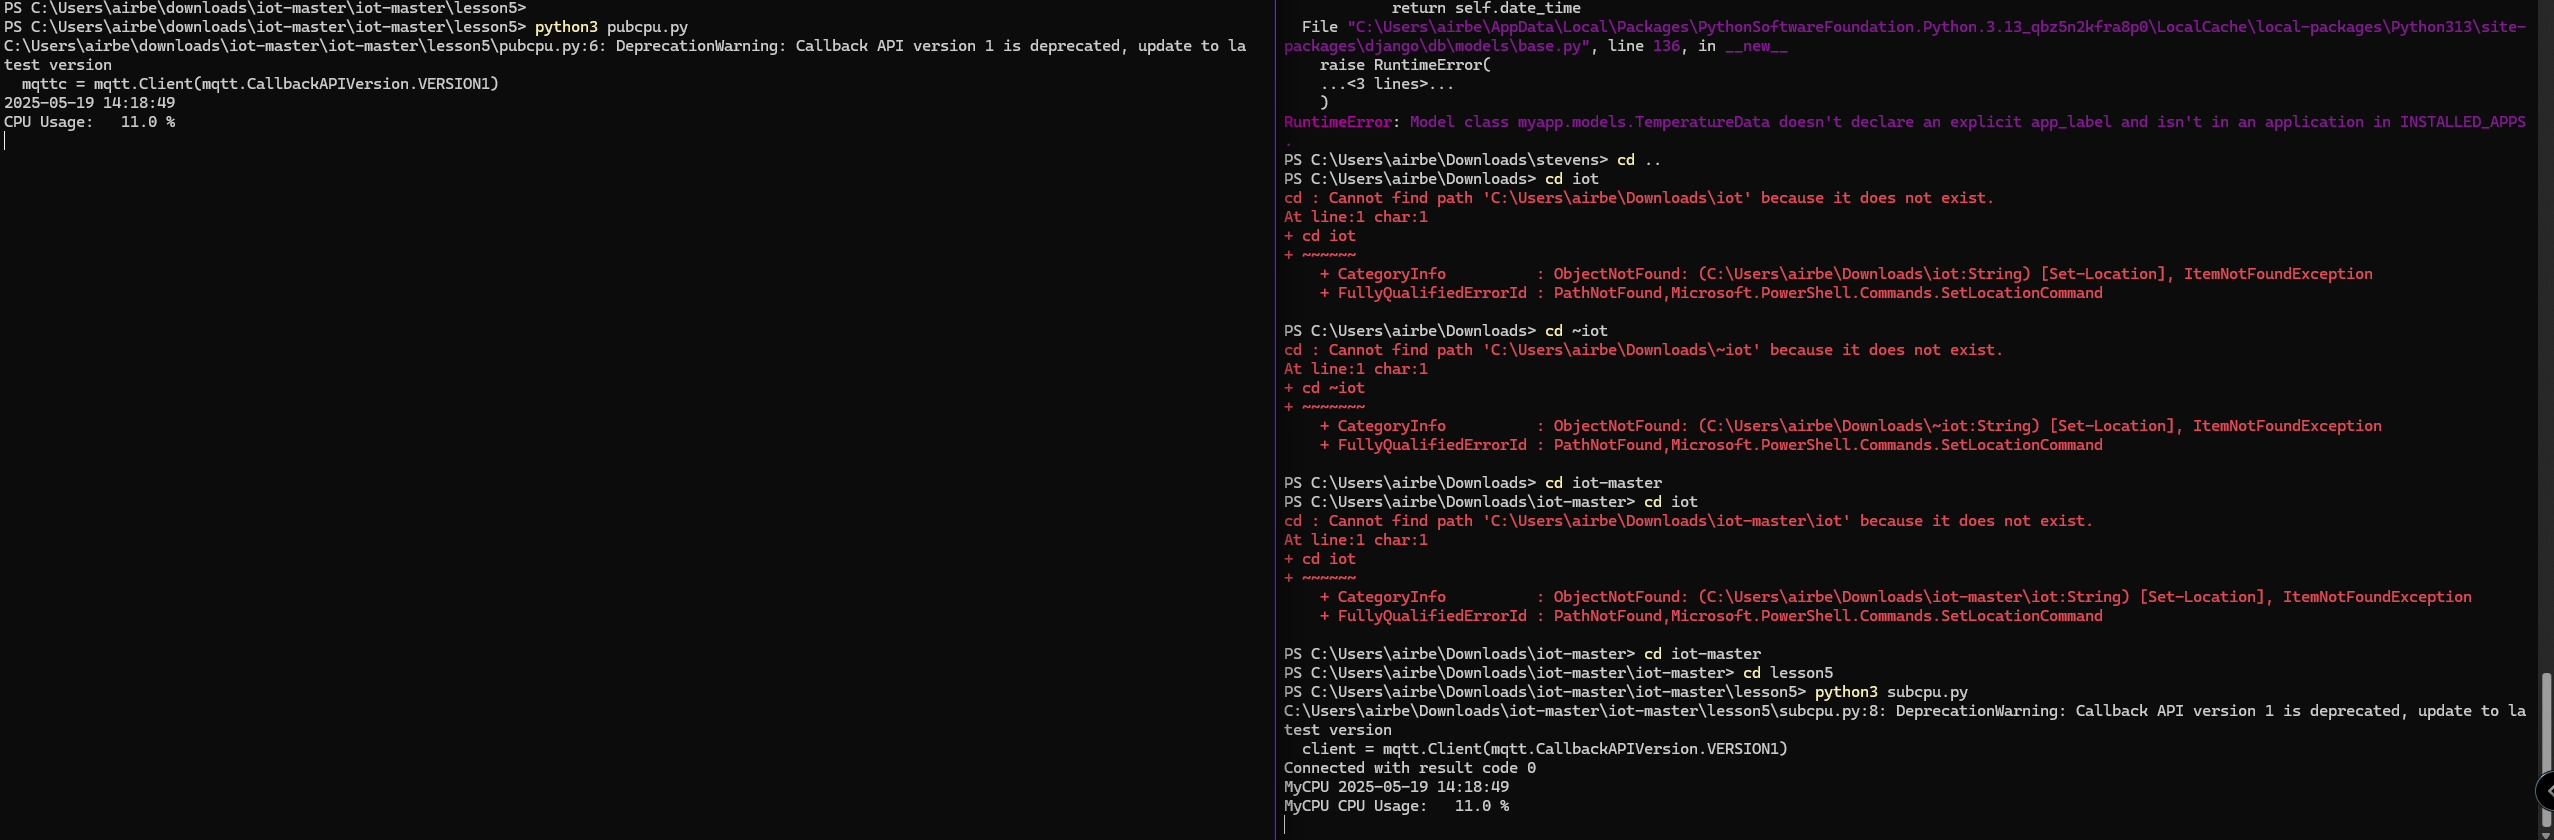 PS C:\Users\airbe\downloads\iot-master\iot-master\lesson5>
PS C:\Users\airbe\downloads\iot-master\iot-master\lesson5> python3 pubcpu.py
C:\Users\airbe\downloads\iot-master\iot-master\lesson5\pubcpu.py:6: DeprecationWarning: Callback API version 1 is deprecated, update to la
test version
  mqttc = mqtt.Client(mqtt.CallbackAPIVersion.VERSION1)
2025-05-19 14:18:49
CPU Usage:   11.0 %
            return self.date_time
  File "C:\Users\airbe\AppData\Local\Packages\PythonSoftwareFoundation.Python.3.13_qbz5n2kfra8p0\LocalCache\local-packages\Python313\site-
packages\django\db\models\base.py", line 136, in __new__
    raise RuntimeError(
    ...<3 lines>...
    )
RuntimeError: Model class myapp.models.TemperatureData doesn't declare an explicit app_label and isn't in an application in INSTALLED_APPS
.
PS C:\Users\airbe\Downloads\stevens> cd ..
PS C:\Users\airbe\Downloads> cd iot
cd : Cannot find path 'C:\Users\airbe\Downloads\iot' because it does not exist.
At line:1 char:1
+ cd iot
+ ~~~~~~
    + CategoryInfo          : ObjectNotFound: (C:\Users\airbe\Downloads\iot:String) [Set-Location], ItemNotFoundException
    + FullyQualifiedErrorId : PathNotFound,Microsoft.PowerShell.Commands.SetLocationCommand
PS C:\Users\airbe\Downloads> cd ~iot
cd : Cannot find path 'C:\Users\airbe\Downloads\~iot' because it does not exist.
At line:1 char:1
+ cd ~iot
+ ~~~~~~~
    + CategoryInfo          : ObjectNotFound: (C:\Users\airbe\Downloads\~iot:String) [Set-Location], ItemNotFoundException
    + FullyQualifiedErrorId : PathNotFound,Microsoft.PowerShell.Commands.SetLocationCommand
PS C:\Users\airbe\Downloads> cd iot-master
PS C:\Users\airbe\Downloads\iot-master> cd iot
cd : Cannot find path 'C:\Users\airbe\Downloads\iot-master\iot' because it does not exist.
At line:1 char:1
+ cd iot
+ ~~~~~~
    + CategoryInfo          : ObjectNotFound: (C:\Users\airbe\Downloads\iot-master\iot:String) [Set-Location], ItemNotFoundException
    + FullyQualifiedErrorId : PathNotFound,Microsoft.PowerShell.Commands.SetLocationCommand
PS C:\Users\airbe\Downloads\iot-master> cd iot-master
PS C:\Users\airbe\Downloads\iot-master\iot-master> cd lesson5
PS C:\Users\airbe\Downloads\iot-master\iot-master\lesson5> python3 subcpu.py
C:\Users\airbe\Downloads\iot-master\iot-master\lesson5\subcpu.py:8: DeprecationWarning: Callback API version 1 is deprecated, update to la
test version
  client = mqtt.Client(mqtt.CallbackAPIVersion.VERSION1)
Connected with result code 0
MyCPU 2025-05-19 14:18:49
MyCPU CPU Usage:   11.0 %